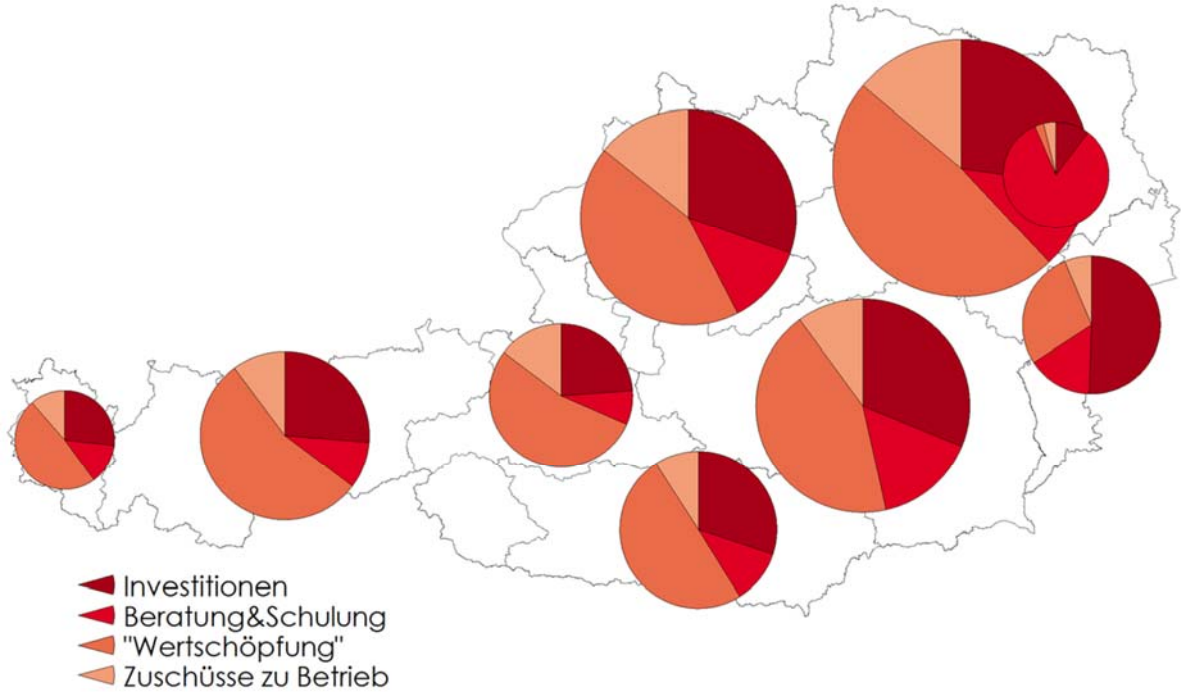 Investitionen
Beratung&Schulung
"Wertschöpfung"
Zuschüsse zu Betrieb